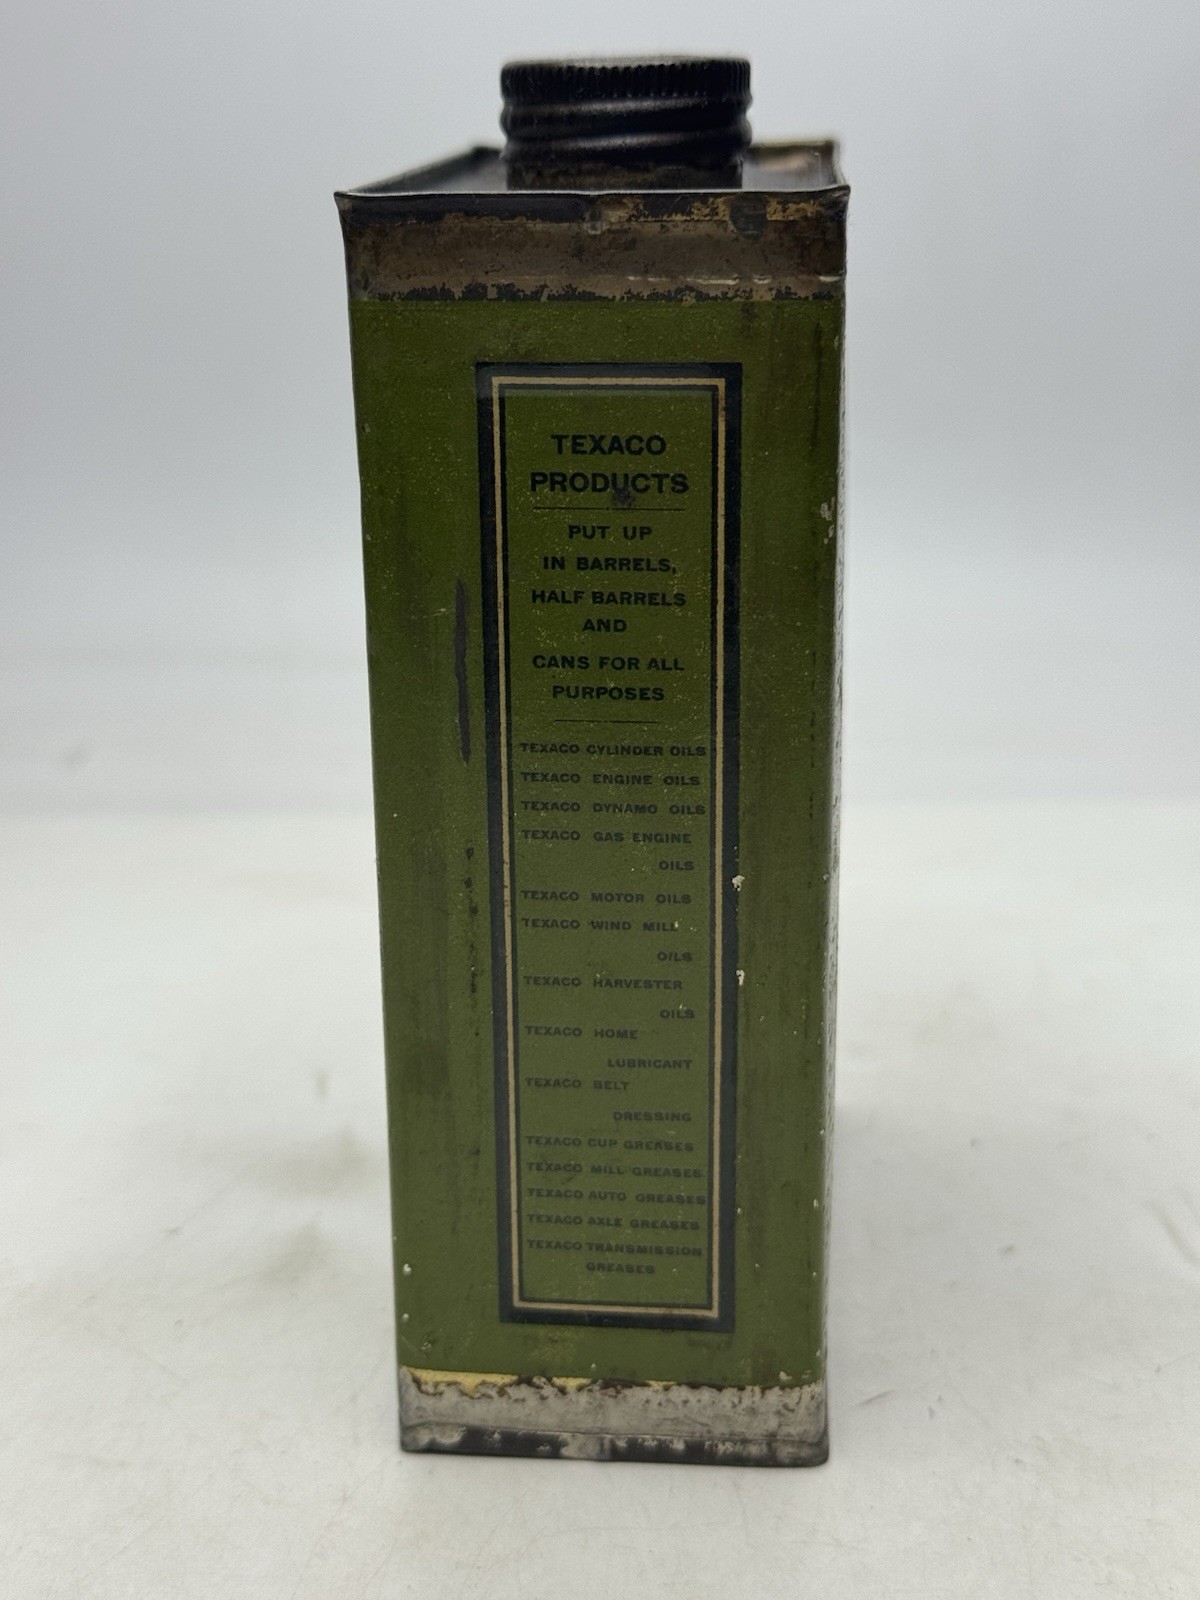 TEXACO
PRODUCTS
PUT UP
IN BARRELS,
HALF BARRELS
AND
CANS FOR ALL
PURPOSES
TEXACO CYLINDER OILS
TEXACO ENGINE OILS
TEXACO DYNAMO OILS
TEXACO GAS ENGINE
OILS
TEXACO MOTOR OILS
TEXACO WIND MILL
OILS
TEXACO HARVESTER
OILS
TEXACO HOME
LUBRICANT
TEXACO BELT
DRESSING
TEXACO CUP GREASES
TEXACO MILL GREASES
TEXACO AUTO GREASES
TEXACO AXLE GREASES
TEXACO TRANSMISSION
GREASES